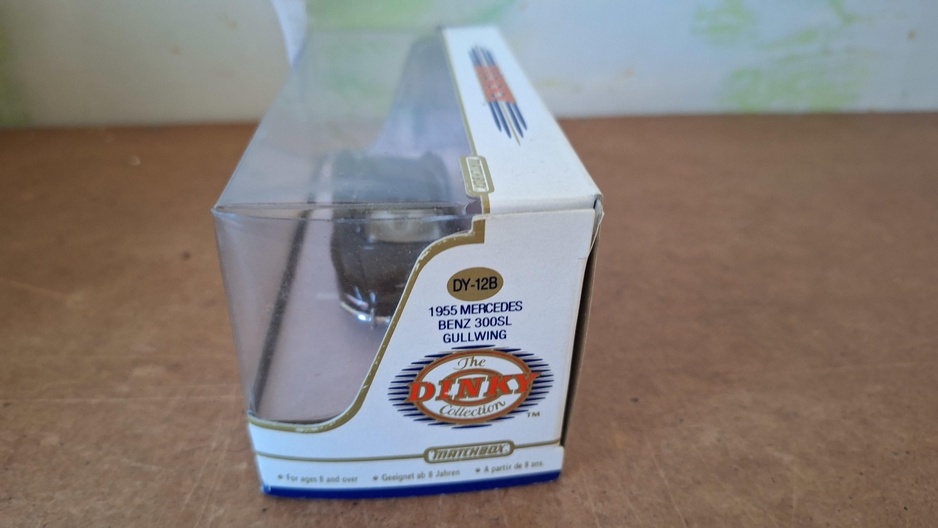 DY-12B
1955 MERCEDES
BENZ 300SL
GULLWING
The
DINKY
Collection
TM
MATCHBOX
• For ages 8 and over • Geeignet ab 8 Jahren • A partir de 8 ans.